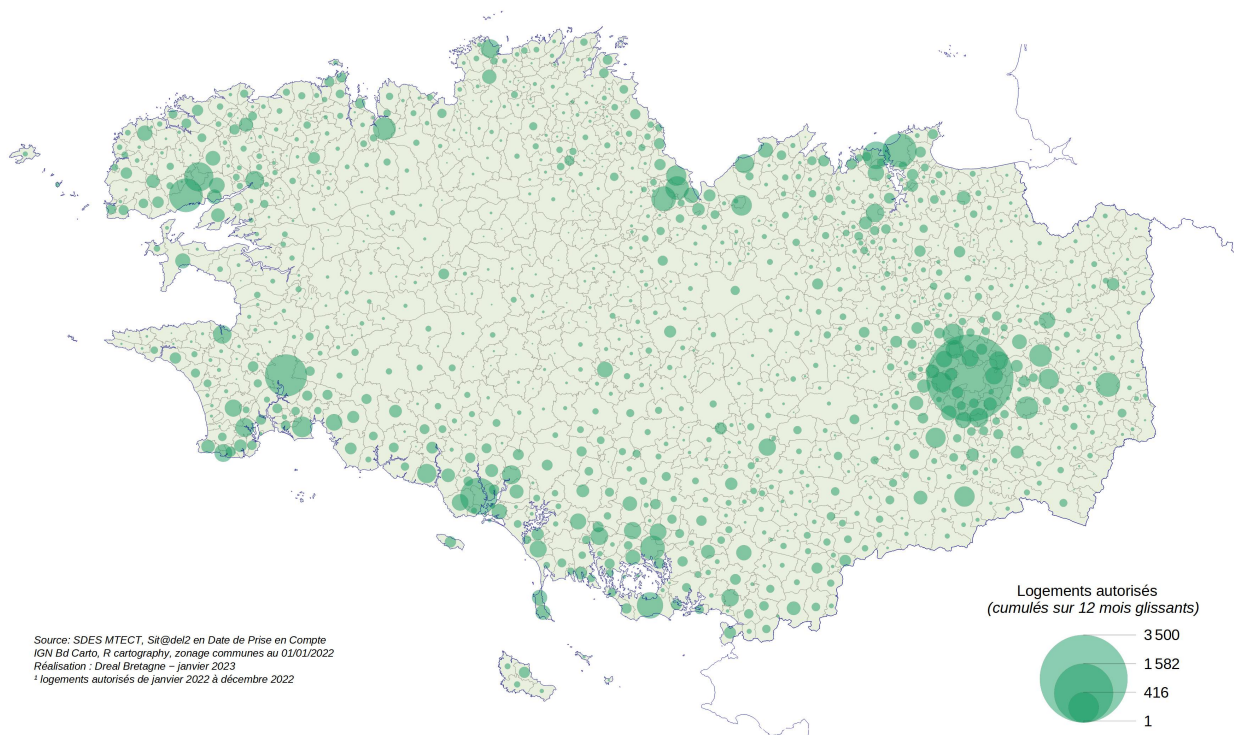 Logements autorisés
(cumulés sur 12 mois glissants)
3 500
1 582
416
1
Source: SDES MTECT, Sit@del2 en Date de Prise en Compte
IGN Bd Carto, R cartography, zonage communes au 01/01/2022
Réalisation : Dreal Bretagne − janvier 2023
¹ logements autorisés de janvier 2022 à décembre 2022